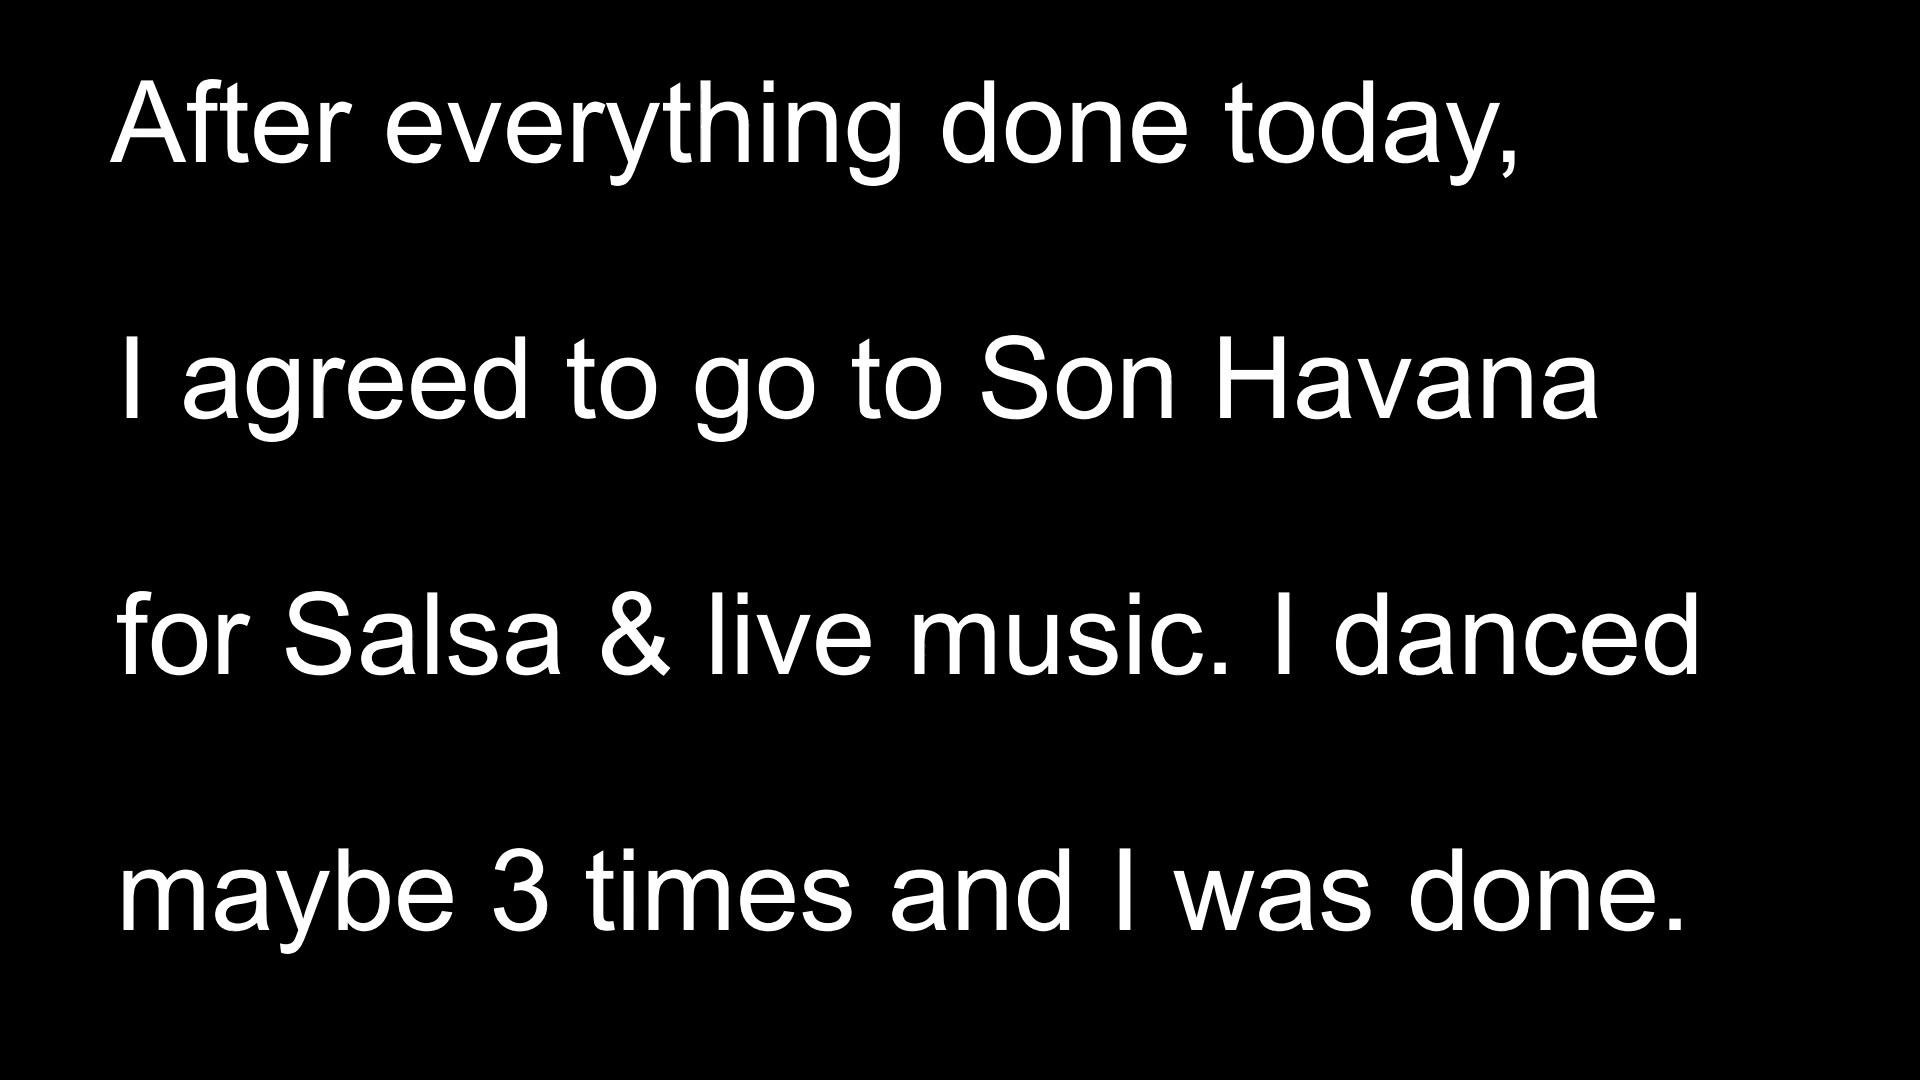 After everything done today,
I agreed to go to Son Havana
for Salsa & live music. I danced
maybe 3 times and I was done.